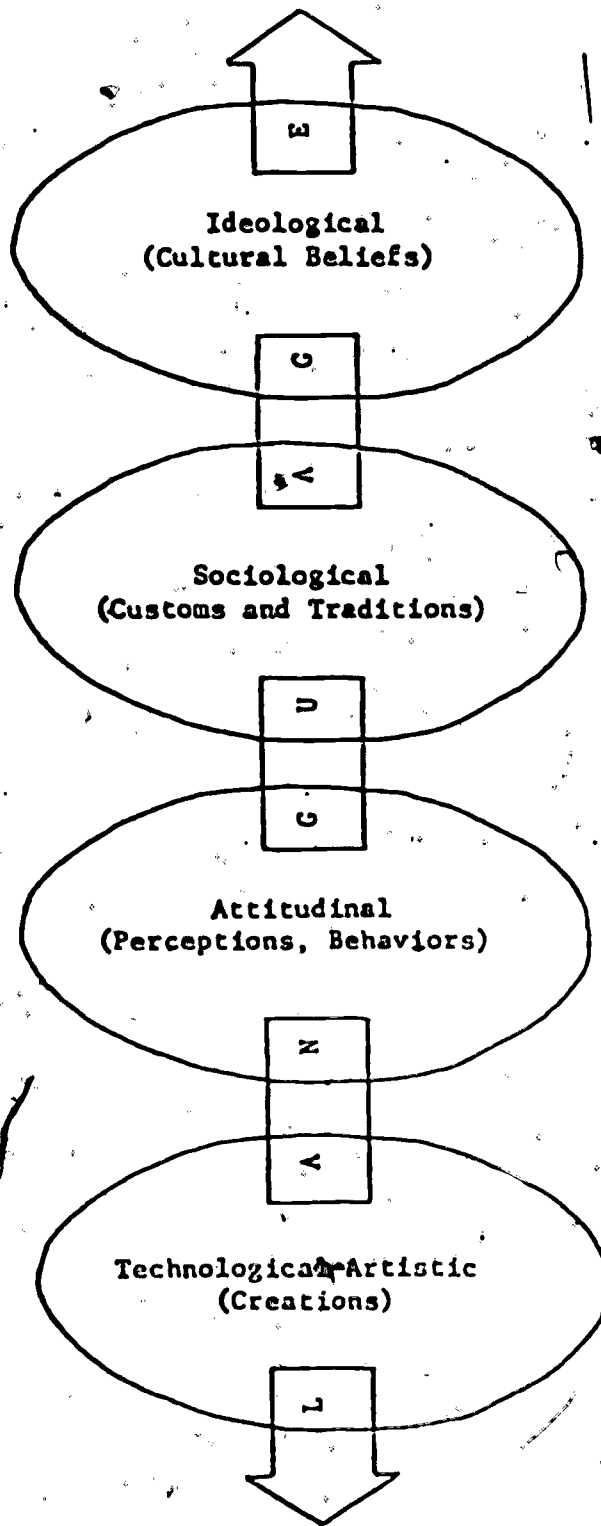 Ideological
(Cultural Beliefs)
Sociological
(Customs and Traditions)
Attitudinal
(Perceptions, Behaviors)
Technological-Artistic
(Creations)
L A N G U A G E